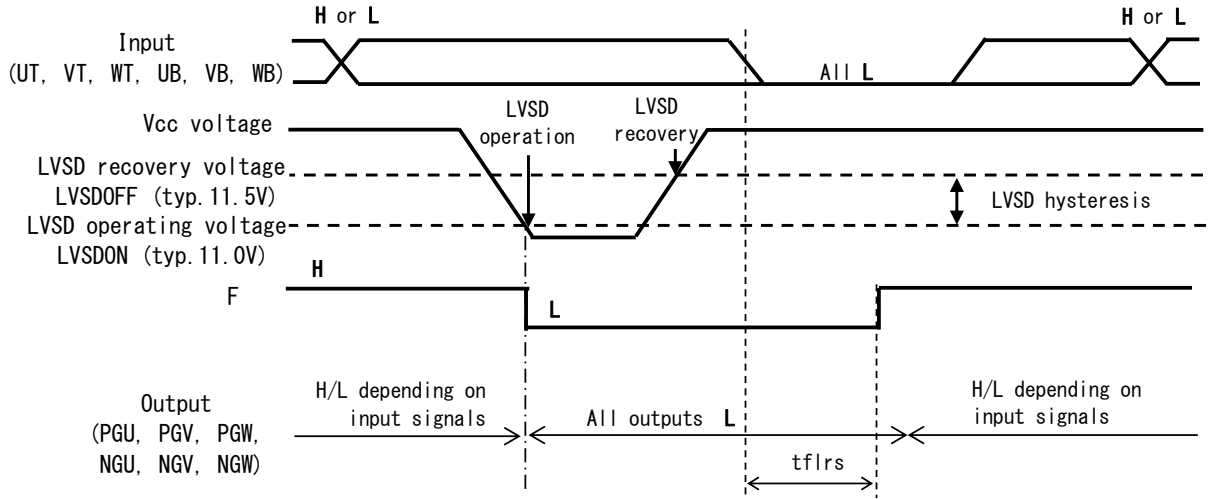 H or L
H or L
Input
(UT, VT, WT, UB, VB, WB)
All L
LVSD
operation
LVSD
recovery
Vcc voltage
LVSD recovery voltage
LVSDOFF (typ.11.5V)
LVSD hysteresis
LVSD operating voltage
LVSDON (typ.11.0V)
H
F
L
H/L depending on
input signals
H/L depending on
input signals
Output
(PGU, PGV, PGW,
NGU, NGV, NGW)
All outputs L
tflrs